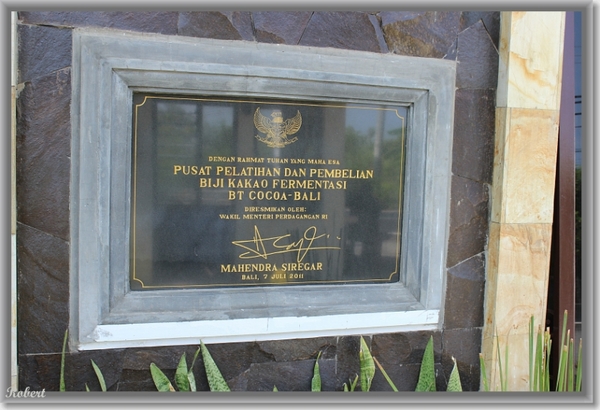 DENGAN RAHMAT TUHAN YANG MAHA ESA
PUSAT PELATIHAN DAN PEMBELIAN
BIJI KAKAO FERMENTASI
BT COCOA-BALI
DIRESMIKAN OLEH:
WAKIL MENTERI PERDAGANGAN RI
MAHENDRA SIREGAR
BALI, 7 JULI 2011
Robert